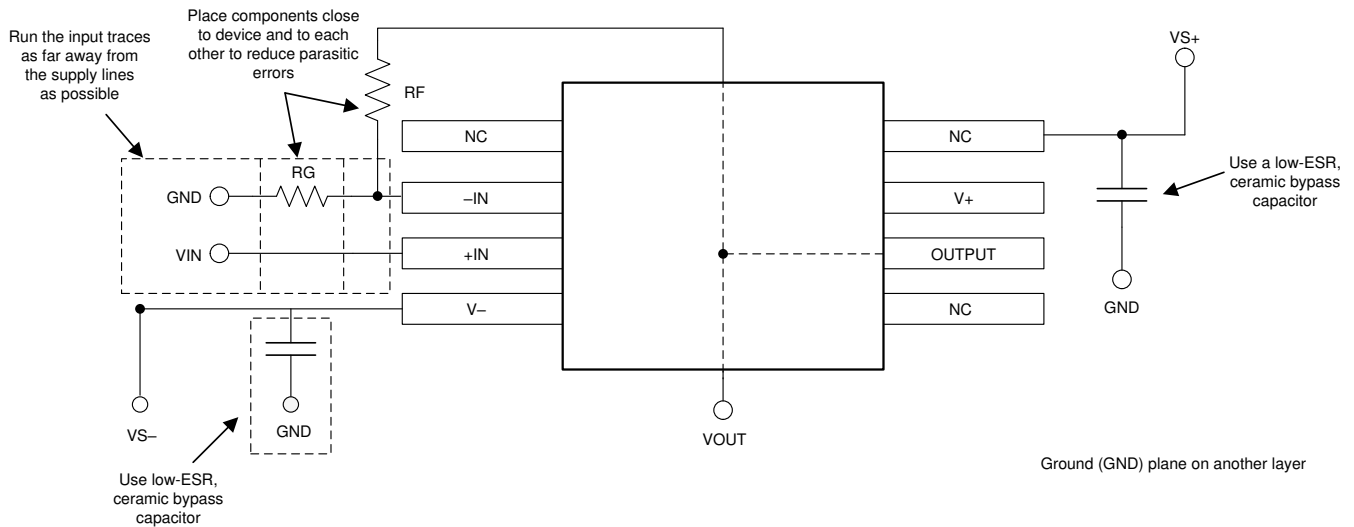 Place components close
to device and to each
other to reduce parasitic
errors
Run the input traces
as far away from
the supply lines
as possible
VS+
RF
NC
NC
Use a low-ESR,
ceramic bypass
capacitor
RG
GND
–IN
V+
VIN
+IN
OUTPUT
GND
V–
NC
VS–
GND
VOUT
Use low-ESR,
ceramic bypass
capacitor
Ground (GND) plane on another layer